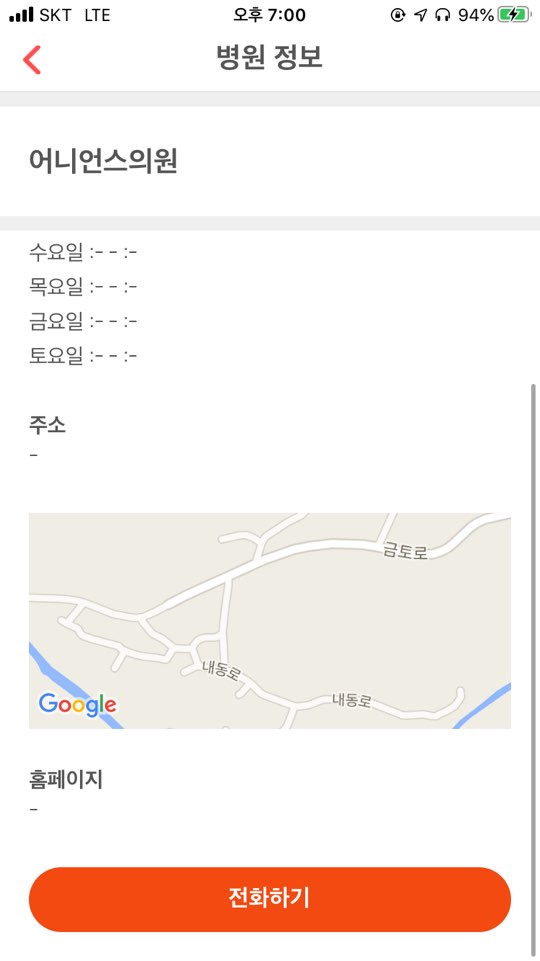 SKT LTE 오후 7:00 94%
병원 정보
어니언스의원
수요일 :- - :-
목요일 :- - :-
금요일 :- - :-
토요일 :- - :-
주소
-
금토로
내동로
내동로
Google
홈페이지
-
전화하기